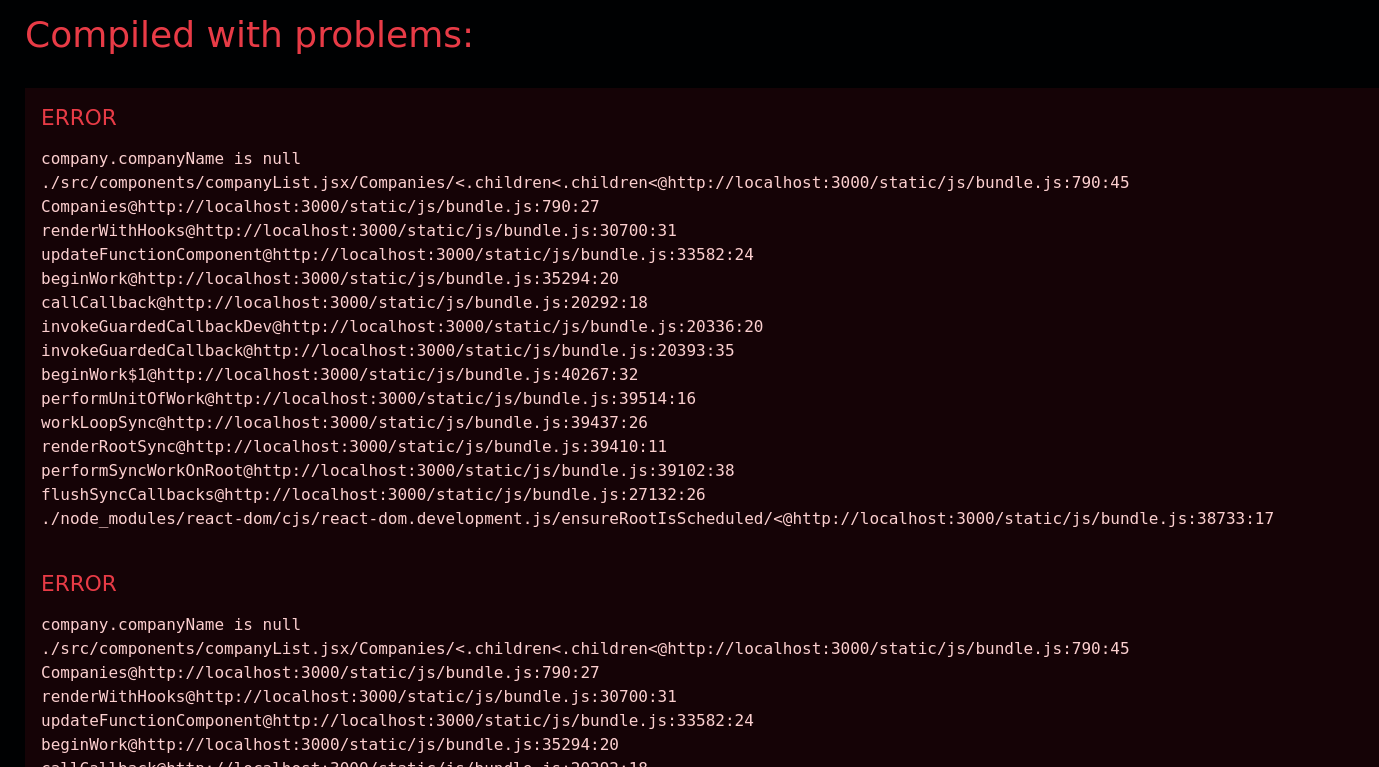 Compiled with problems:
ERROR
company.companyName is null
./src/components/companyList.jsx/Companies/<.children<.children<@http://localhost:3000/static/js/bundle.js:790:45
Companies@http://localhost:3000/static/js/bundle.js:790:27
renderWithHooks@http://localhost:3000/static/js/bundle.js:30700:31
updateFunctionComponent@http://localhost:3000/static/js/bundle.js:33582:24
beginWork@http://localhost:3000/static/js/bundle.js:35294:20
callCallback@http://localhost:3000/static/js/bundle.js:20292:18
invokeGuardedCallbackDev@http://localhost:3000/static/js/bundle.js:20336:20
invokeGuardedCallback@http://localhost:3000/static/js/bundle.js:20393:35
beginWork$1@http://localhost:3000/static/js/bundle.js:40267:32
performUnitOfWork@http://localhost:3000/static/js/bundle.js:39514:16
workLoopSync@http://localhost:3000/static/js/bundle.js:39437:26
renderRootSync@http://localhost:3000/static/js/bundle.js:39410:11
performSyncWorkOnRoot@http://localhost:3000/static/js/bundle.js:39102:38
flushSyncCallbacks@http://localhost:3000/static/js/bundle.js:27132:26
./node_modules/react-dom/cjs/react-dom.development.js/ensureRootIsScheduled/<@http://localhost:3000/static/js/bundle.js:38733:17
ERROR
company.companyName is null
./src/components/companyList.jsx/Companies/<.children<.children<@http://localhost:3000/static/js/bundle.js:790:45
Companies@http://localhost:3000/static/js/bundle.js:790:27
renderWithHooks@http://localhost:3000/static/js/bundle.js:30700:31
updateFunctionComponent@http://localhost:3000/static/js/bundle.js:33582:24
beginWork@http://localhost:3000/static/js/bundle.js:35294:20
callCallback@http://localhost:3000/static/js/bundle.js:20292:18